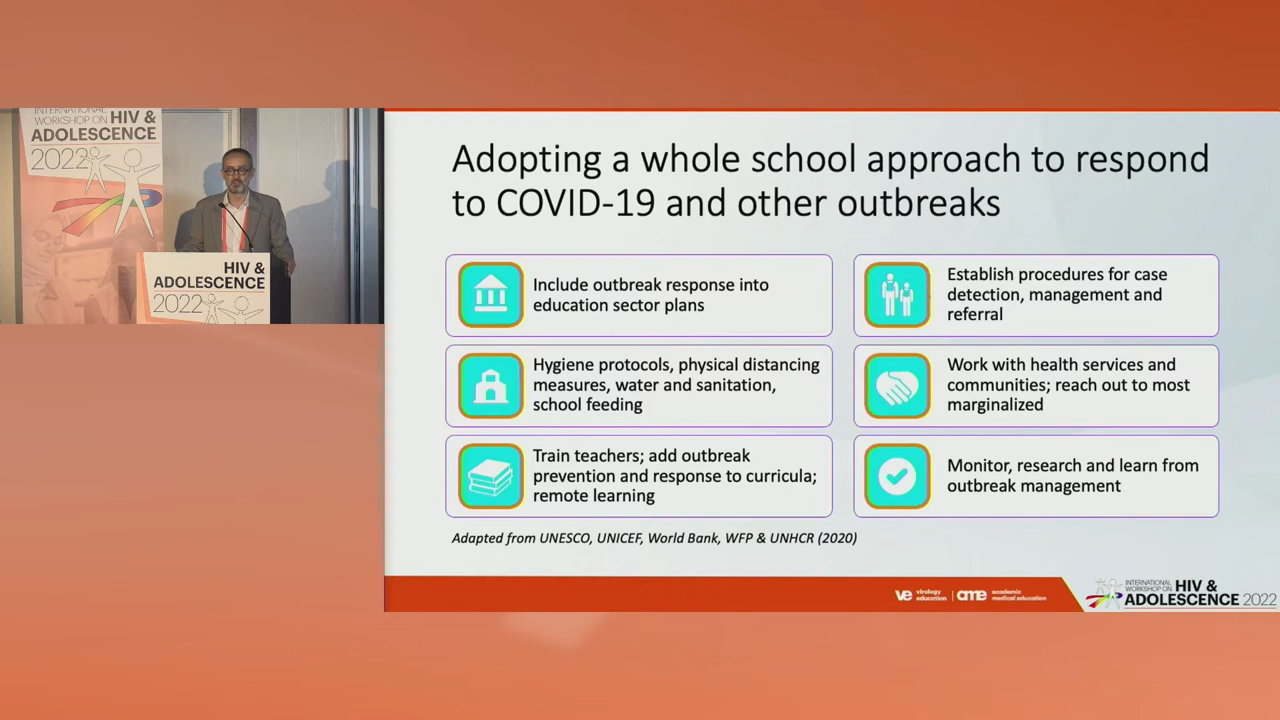 INTERNATIONAL
WORKSHOP ON HIV &
ADOLESCENCE
2022
HIV &
ADOLESCENCE
2022
Adopting a whole school approach to respond
to COVID-19 and other outbreaks
Include outbreak response into
education sector plans
Establish procedures for case
detection, management and
referral
Hygiene protocols, physical distancing
measures, water and sanitation,
school feeding
Work with health services and
communities; reach out to most
marginalized
Train teachers; add outbreak
prevention and response to curricula;
remote learning
Monitor, research and learn from
outbreak management
Adapted from UNESCO, UNICEF, World Bank, WFP & UNHCR (2020)
ve virology
education
ame academic
medical education
INTERNATIONAL
WORKSHOP ON HIV &
ADOLESCENCE 2022